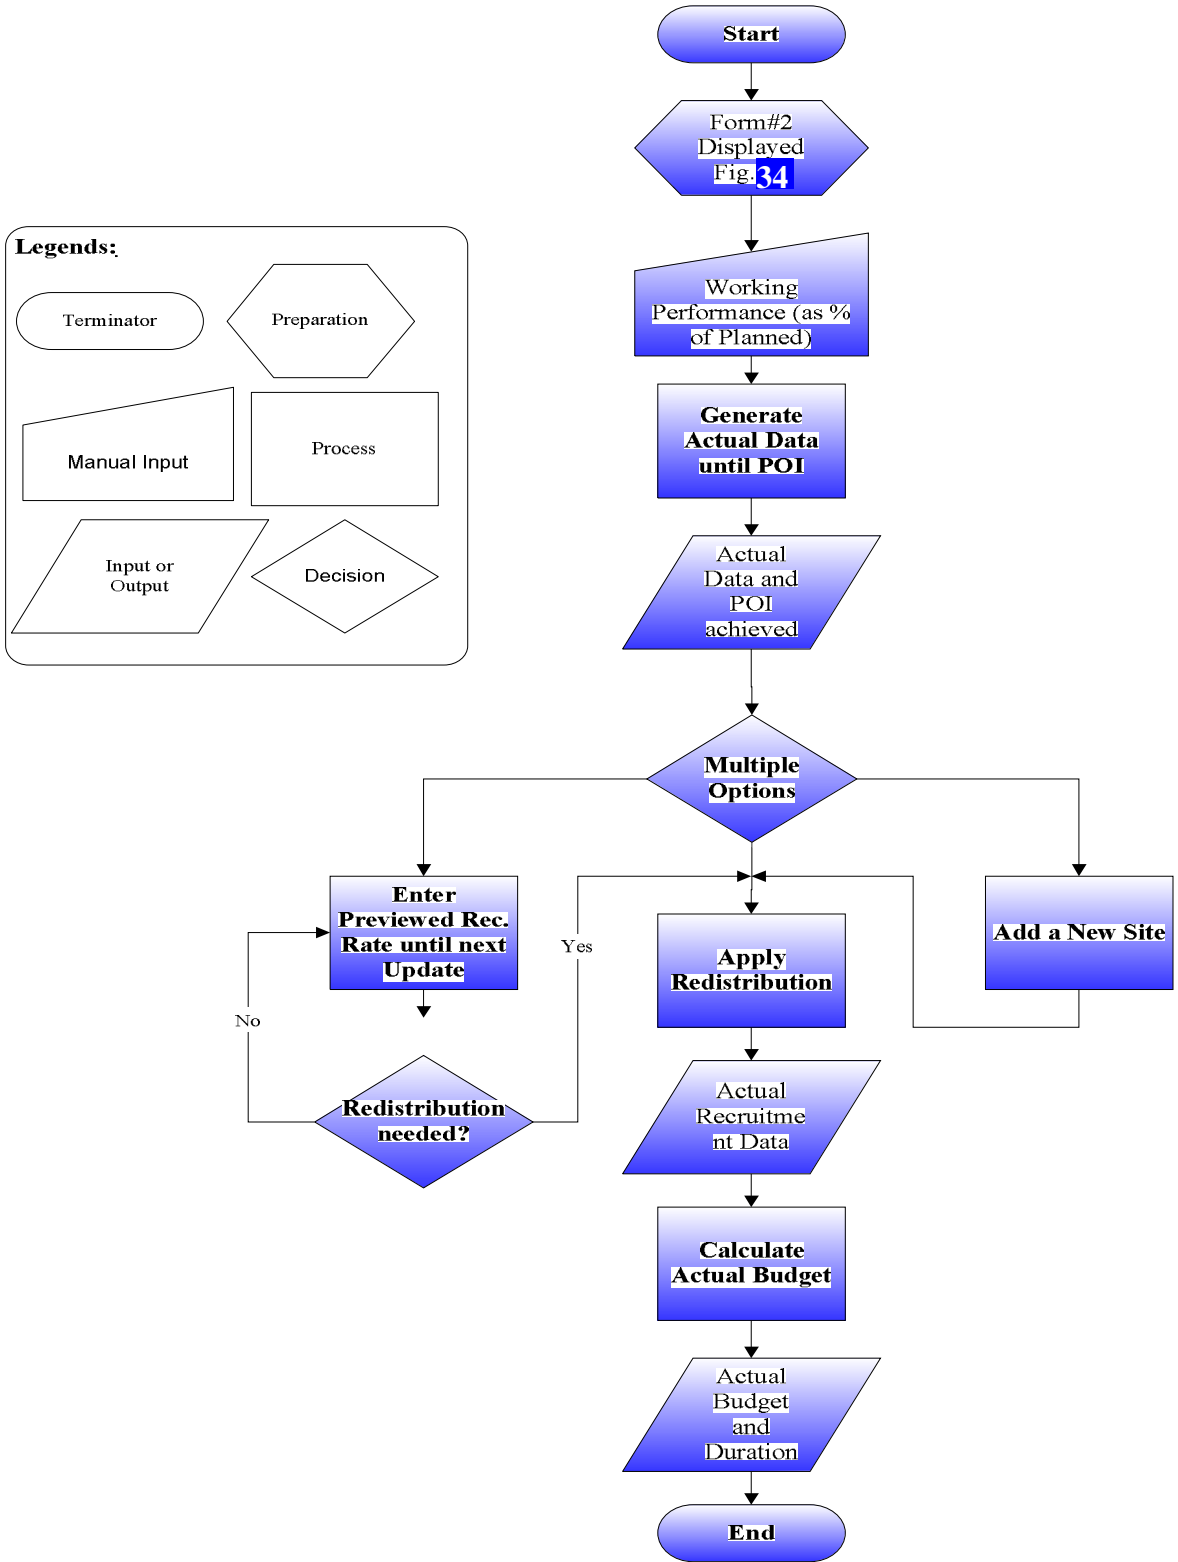 Start
Form#2
Displayed
Fig. 34
Legends:
Terminator
Preparation
Manual Input
Process
Input or
Output
Decision
Working
Performance (as %
of Planned)
Generate
Actual Data
until POI
Actual
Data and
POI
achieved
Multiple
Options
Enter
Previewed Rec.
Rate until next
Update
Yes
Apply
Redistribution
Add a New Site
No
Redistribution
needed?
Actual
Recruitme
nt Data
Calculate
Actual Budget
Actual
Budget
and
Duration
End